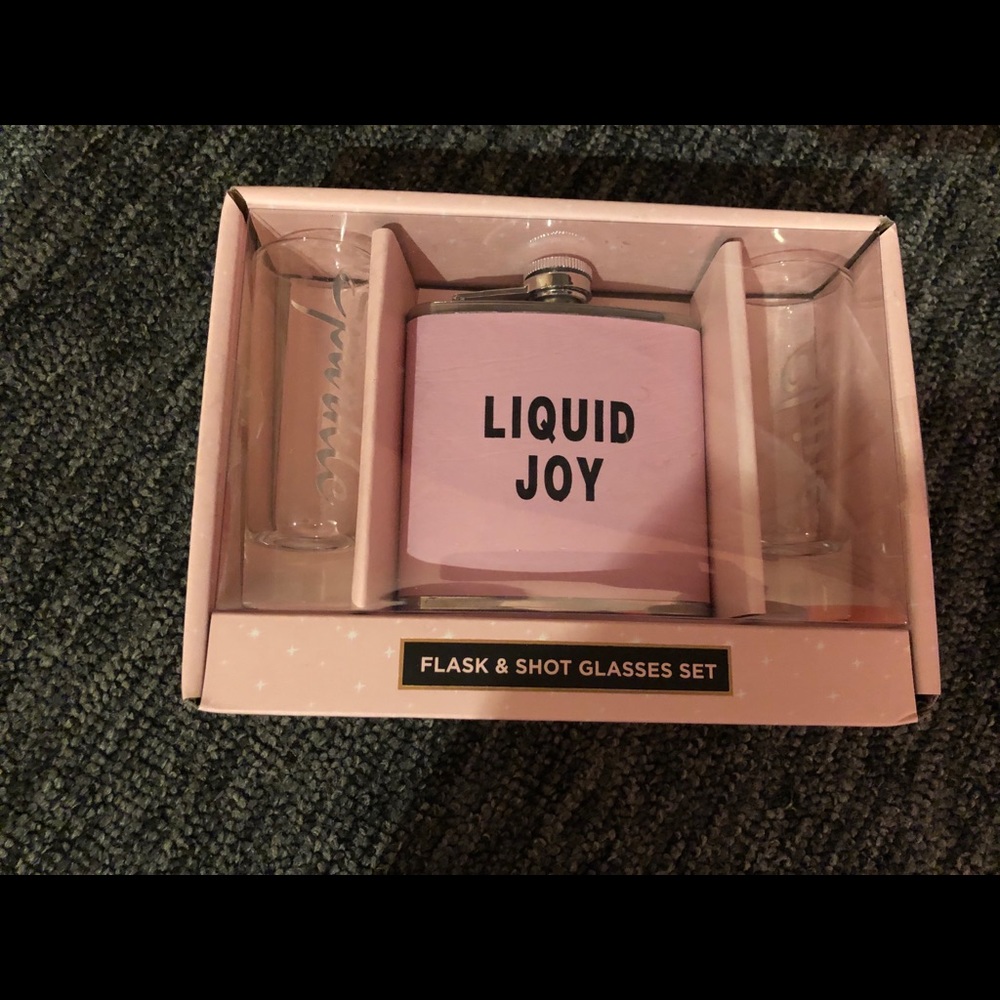 LIQUID
JOY
FLASK & SHOT GLASSES SET